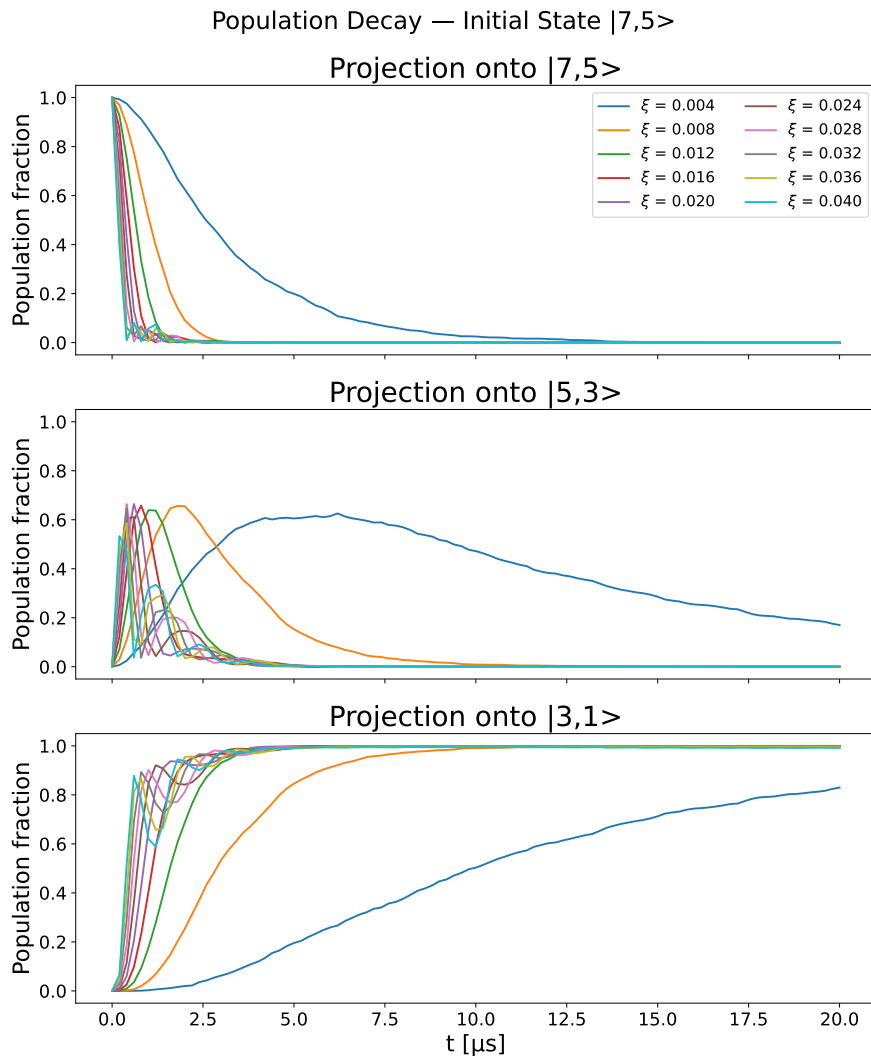 Population Decay — Initial State |7,5>
Projection onto |7,5>
Population fraction
1.0
0.8
0.6
0.4
0.2
0.0
ξ = 0.004
ξ = 0.008
ξ = 0.012
ξ = 0.016
ξ = 0.020
ξ = 0.024
ξ = 0.028
ξ = 0.032
ξ = 0.036
ξ = 0.040
Projection onto |5,3>
Population fraction
1.0
0.8
0.6
0.4
0.2
0.0
Projection onto |3,1>
Population fraction
1.0
0.8
0.6
0.4
0.2
0.0
0.0 2.5 5.0 7.5 10.0 12.5 15.0 17.5 20.0
t [μs]